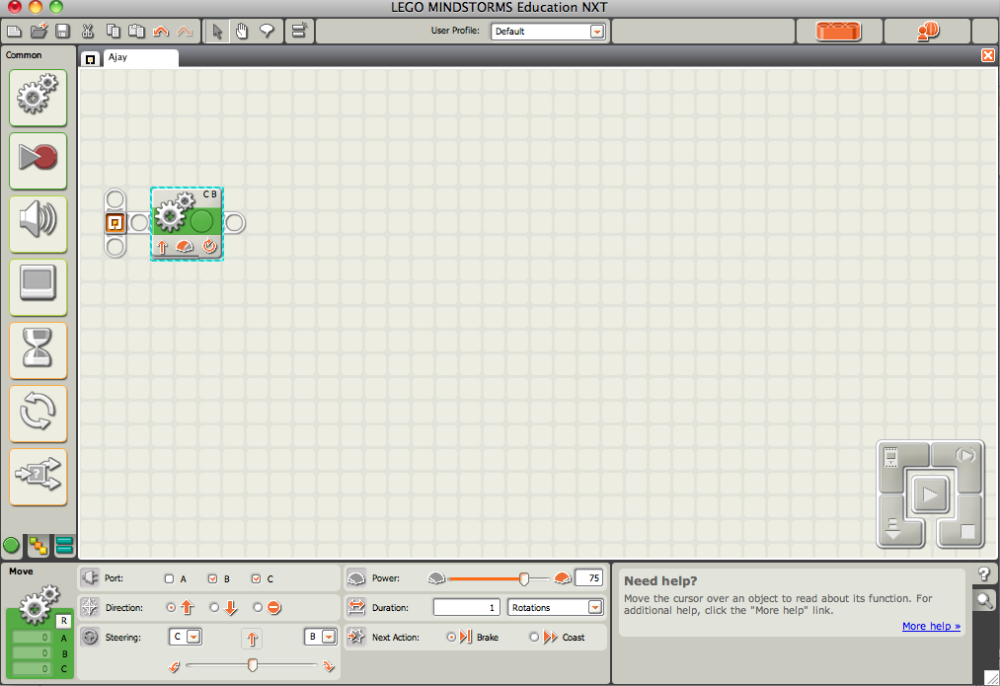 LEGO MINDSTORMS Education NXT
User Profile: Default
Common
Ajay
C B
?
Move
R
0 A
0 B
0 C
Port: A B C
Direction:
Steering: C B
Power: 75
Duration: 1 Rotations
Next Action: Brake Coast
Need help?
Move the cursor over an object to read about its function. For
additional help, click the "More help" link.
More help »
?